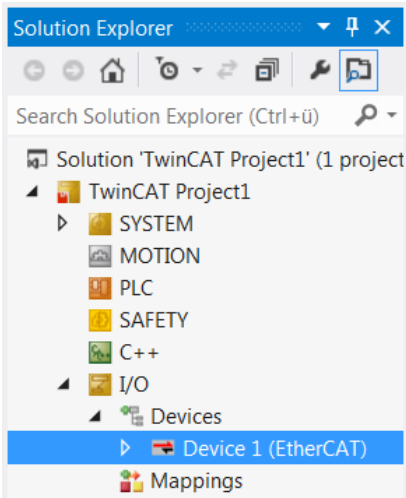 Solution Explorer
Search Solution Explorer (Ctrl+ü)
Solution 'TwinCAT Project1' (1 project
TwinCAT Project1
SYSTEM
MOTION
PLC
SAFETY
C++
I/O
Devices
Device 1 (EtherCAT)
Mappings